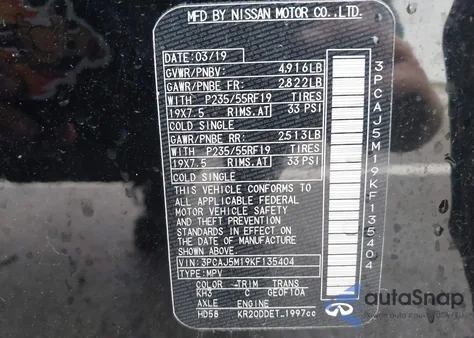 MFD BY NISSAN MOTOR CO.,LTD.
DATE: 03/19
GVWR/PNBV: 4,916LB
GAWR/PNBE FR: 2,822LB
WITH P235/55RF19 TIRES
19X7.5 RIMS.AT 33 PSI
COLD SINGLE
GAWR/PNBE RR: 2513LB
WITH P235/55RF19 TIRES
19X7.5 RIMS.AT 33 PSI
COLD SINGLE
THIS VEHICLE CONFORMS TO
ALL APPLICABLE FEDERAL
MOTOR VEHICLE SAFETY
AND THEFT PREVENTION
STANDARDS IN EFFECT ON
THE DATE OF MANUFACTURE
SHOWN ABOVE.
VIN: 3PCAJ5M19KF135404
TYPE: MPV
COLOR -TRIM TRANS
KH3 C GEOF10A
AXLE ENGINE
HD58 KR20DDET.1997cc
3PCAJ5M19KF135404
autoSnap